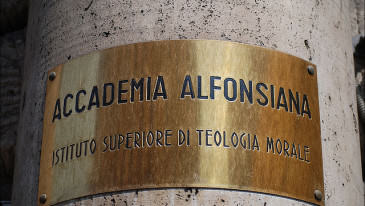 ACCADEMIA ALFONSIANA
ISTITUTO SUPERIORE DI TEOLOGIA MORALE